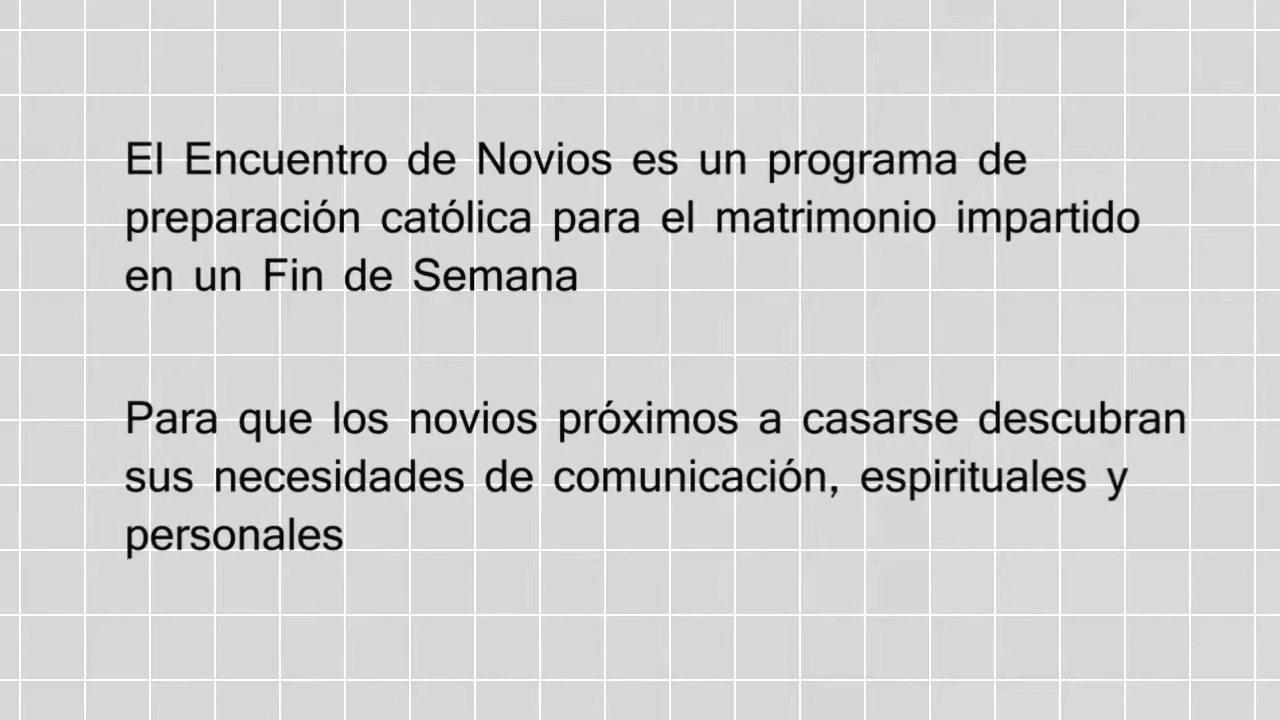 El Encuentro de Novios es un programa de
preparación católica para el matrimonio impartido
en un Fin de Semana
Para que los novios próximos a casarse descubran
sus necesidades de comunicación, espirituales y
personales